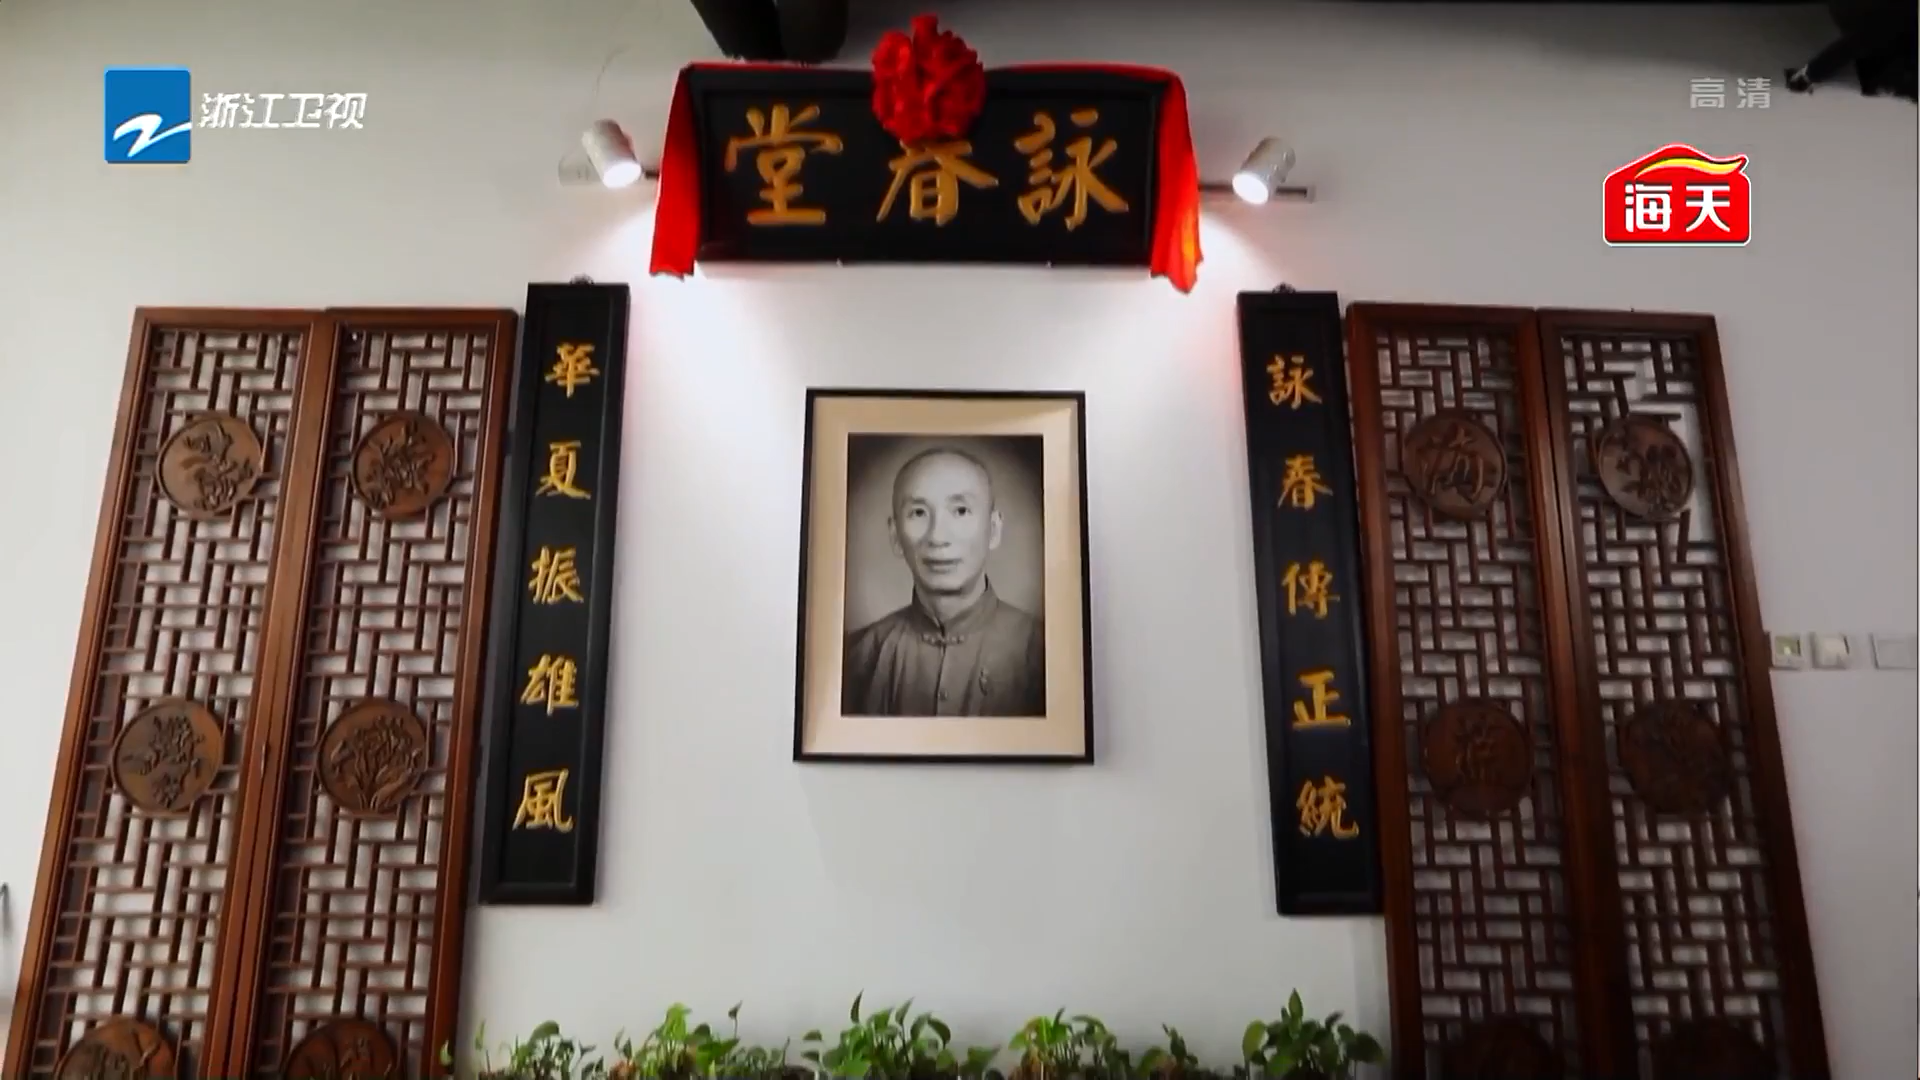 浙江卫视
高清
海天
詠春堂
詠春傳正統
華夏振雄風